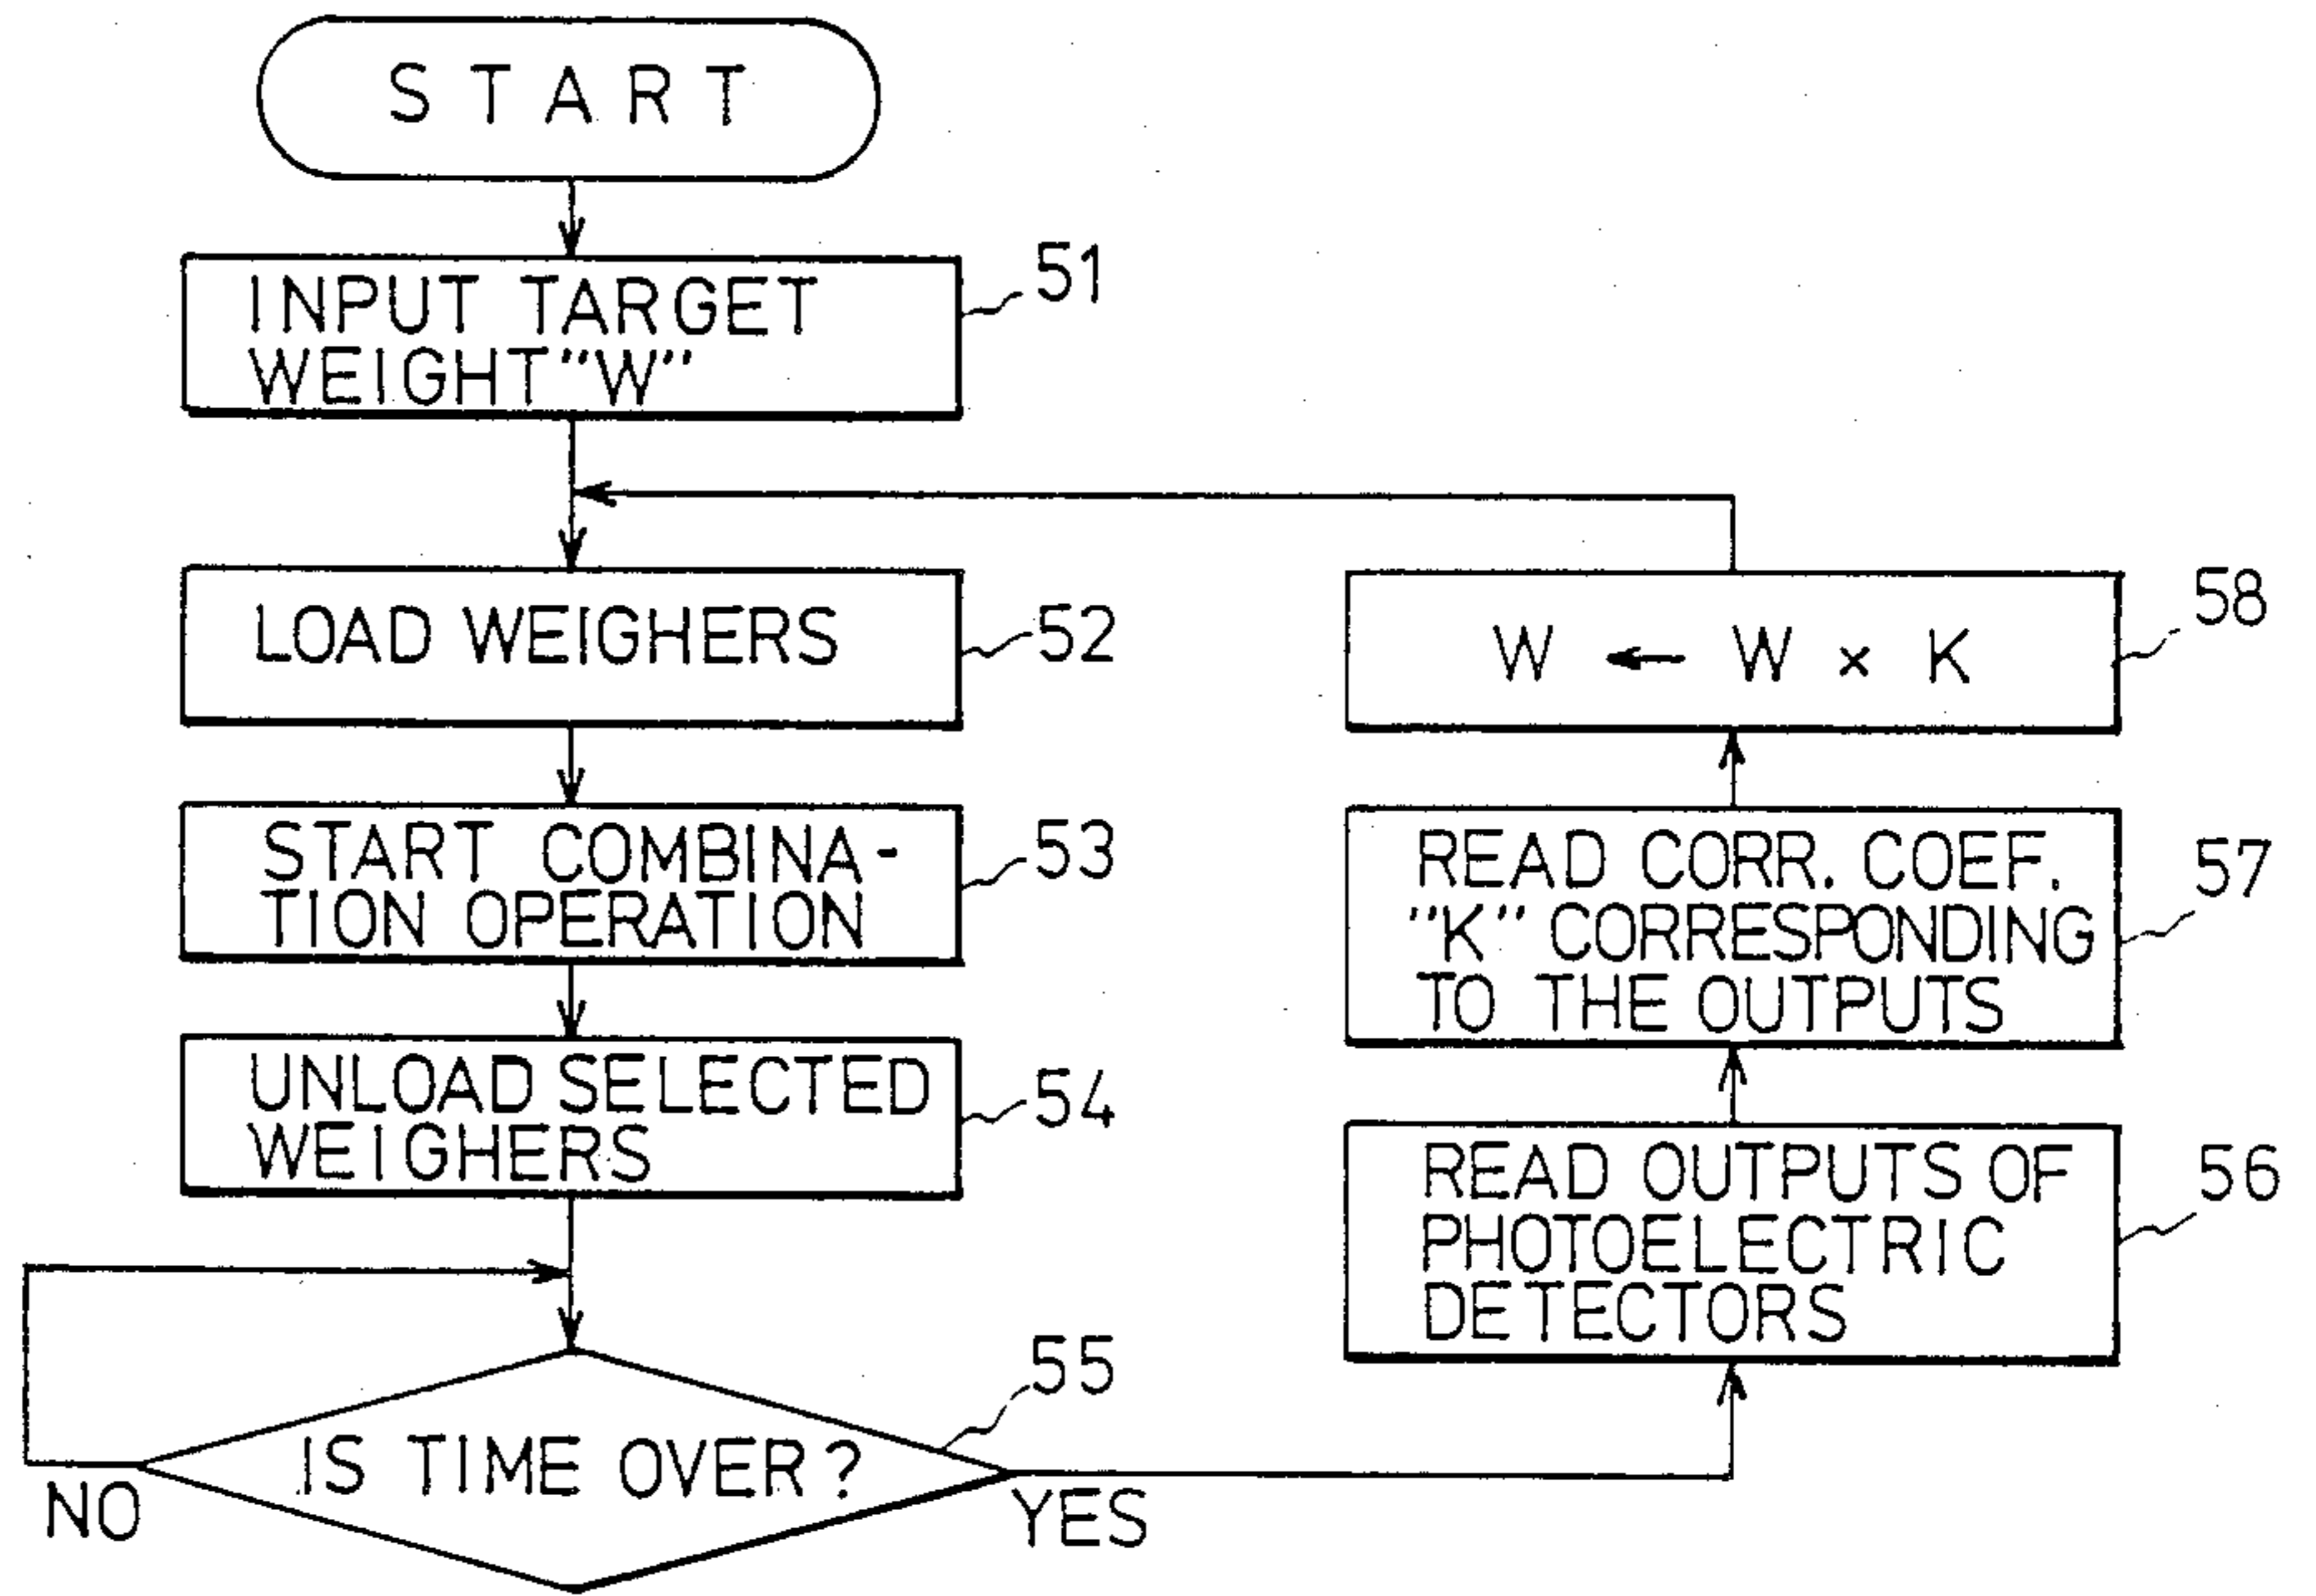 START
INPUT TARGET
WEIGHT "W"
51
LOAD WEIGHERS
52
START COMBINA-
TION OPERATION
53
UNLOAD SELECTED
WEIGHERS
54
IS TIME OVER?
55
NO
YES
READ OUTPUTS OF
PHOTOELECTRIC
DETECTORS
56
READ CORR. COEF.
"K" CORRESPONDING
TO THE OUTPUTS
57
W ← W × K
58